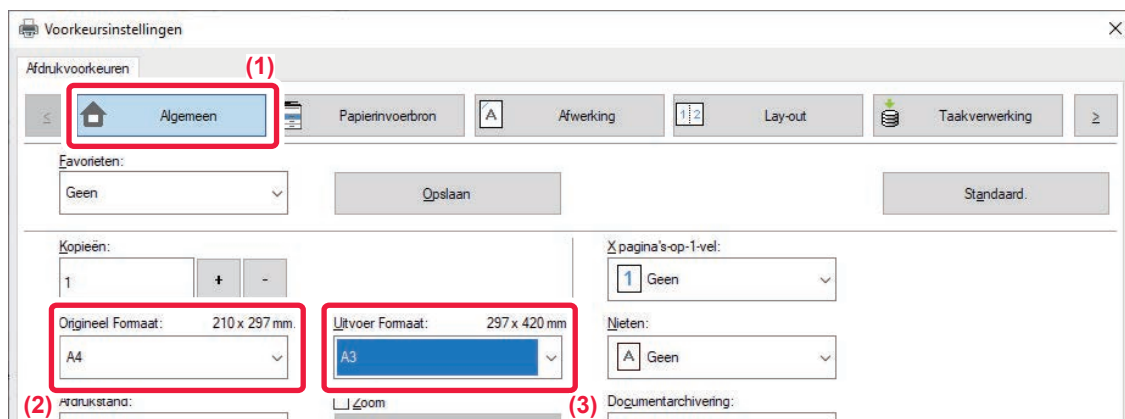 Voorkeursinstellingen
Afdrukvoorkeuren
(1)
< Algemeen Papierinvoerbron Afwerking Lay-out Taakverwerking >
Favorieten:
Geen Opslaan Standaard.
Kopieën: X pagina's-op-1-vel:
1 + - 1 Geen
Origineel Formaat: 210 x 297 mm. Uitvoer Formaat: 297 x 420 mm Nieten:
A4 A3 A Geen
(2) Afdrukstand: Zoom (3) Documentarchivering: